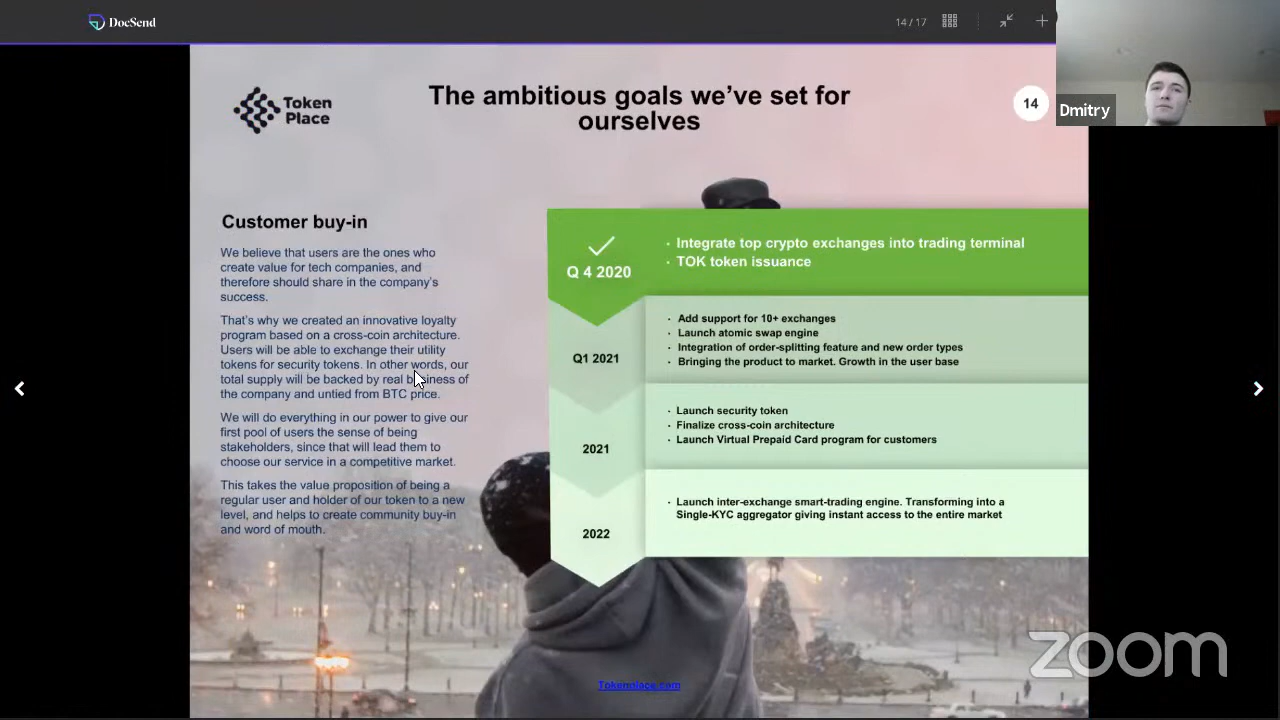 DocSend
14 / 17
Dmitry
Token
Place
The ambitious goals we’ve set for
ourselves
14
Customer buy-in
We believe that users are the ones who
create value for tech companies, and
therefore should share in the company’s
success.
That’s why we created an innovative loyalty
program based on a cross-coin architecture.
Users will be able to exchange their utility
tokens for security tokens. In other words, our
total supply will be backed by real business of
the company and untied from BTC price.
We will do everything in our power to give our
first pool of users the sense of being
stakeholders, since that will lead them to
choose our service in a competitive market.
This takes the value proposition of being a
regular user and holder of our token to a new
level, and helps to create community buy-in
and word of mouth.
Q 4 2020
· Integrate top crypto exchanges into trading terminal
· TOK token issuance
Q1 2021
· Add support for 10+ exchanges
· Launch atomic swap engine
· Integration of order-splitting feature and new order types
· Bringing the product to market. Growth in the user base
2021
· Launch security token
· Finalize cross-coin architecture
· Launch Virtual Prepaid Card program for customers
2022
· Launch inter-exchange smart-trading engine. Transforming into a
Single-KYC aggregator giving instant access to the entire market
Tokenplace.com
zoom